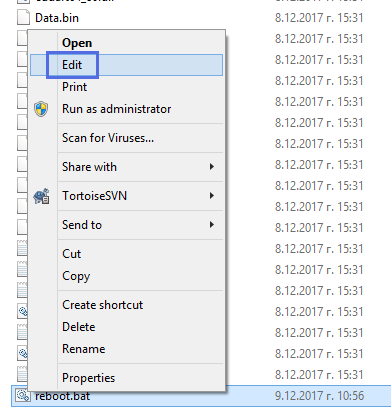 Data.bin 8.12.2017 г. 15:31
8.12.2017 г. 15:31
Open
Edit 8.12.2017 г. 15:31
Print 8.12.2017 г. 15:31
Run as administrator 8.12.2017 г. 15:31
Scan for Viruses... 8.12.2017 г. 15:31
8.12.2017 г. 15:31
Share with 8.12.2017 г. 15:31
TortoiseSVN 8.12.2017 г. 15:31
Send to 8.12.2017 г. 15:31
8.12.2017 г. 15:31
Cut 8.12.2017 г. 15:31
Copy 8.12.2017 г. 15:31
8.12.2017 г. 15:31
Create shortcut 8.12.2017 г. 15:31
Delete 8.12.2017 г. 15:31
Rename 8.12.2017 г. 15:31
Properties 8.12.2017 г. 15:31
reboot.bat 9.12.2017 г. 10:56